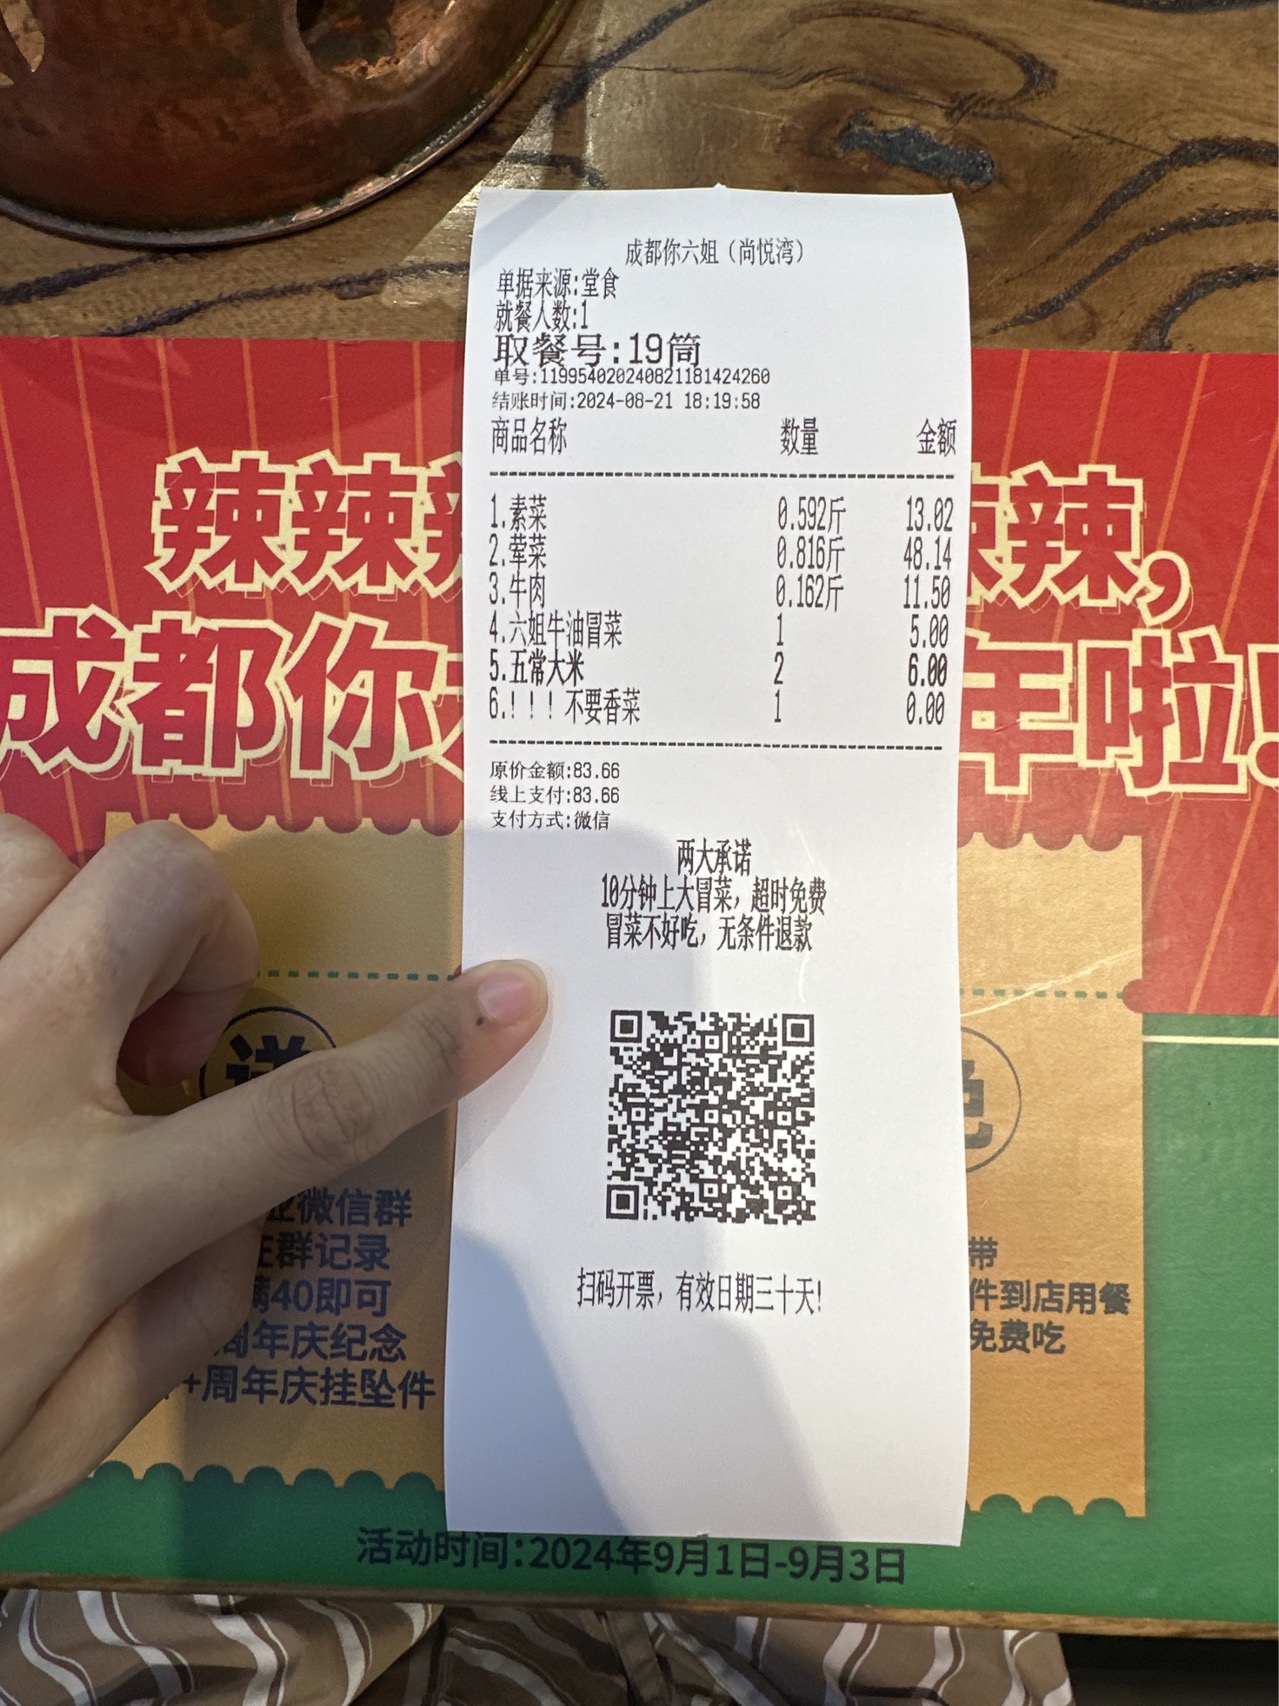 成都你六姐（尚悦湾）
单据来源:堂食
就餐人数:1
取餐号:19筒
单号:119954020240821181424260
结账时间:2024-08-21 18:19:58
商品名称 数量 金额
1.素菜 0.592斤 13.02
2.荤菜 0.816斤 48.14
3.牛肉 0.162斤 11.50
4.六姐牛油冒菜 1 5.00
5.五常大米 2 6.00
6.！！！不要香菜 1 0.00
原价金额:83.66
线上支付:83.66
支付方式:微信
两大承诺
10分钟上大冒菜，超时免费
冒菜不好吃，无条件退款
扫码开票，有效日期三十天!
辣辣 辣，
成都你 年啦!
送
微信群
群记录
满40即可
周年庆纪念
+周年庆挂坠件
带
件到店用餐
免费吃
活动时间:2024年9月1日-9月3日